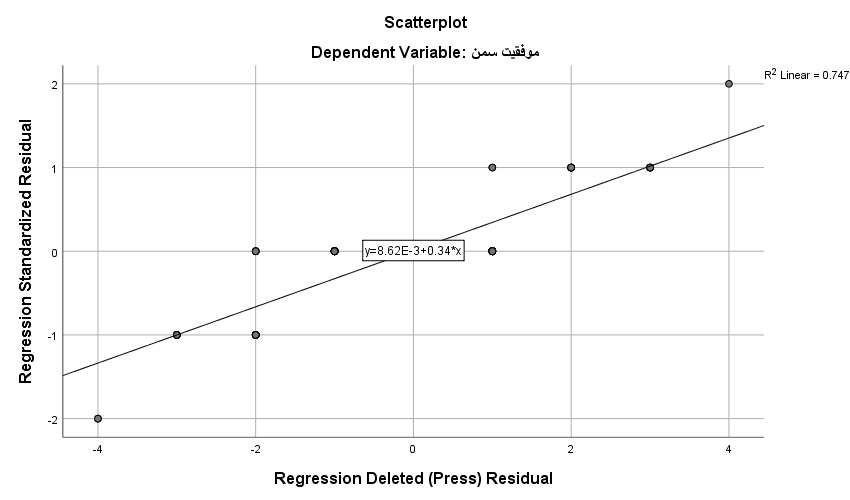 Scatterplot
Dependent Variable: موفقیت سمن
R2 Linear = 0.747
2
1
0
-1
-2
y=8.62E-3+0.34*x
-4
-2
0
2
4
Regression Standardized Residual
Regression Deleted (Press) Residual